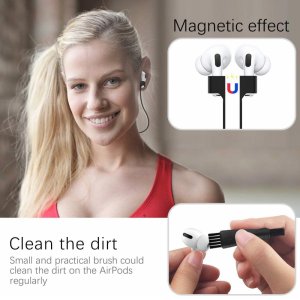 Magnetic effect
Clean the dirt
Small and practical brush could
clean the dirt on the AirPods
regularly